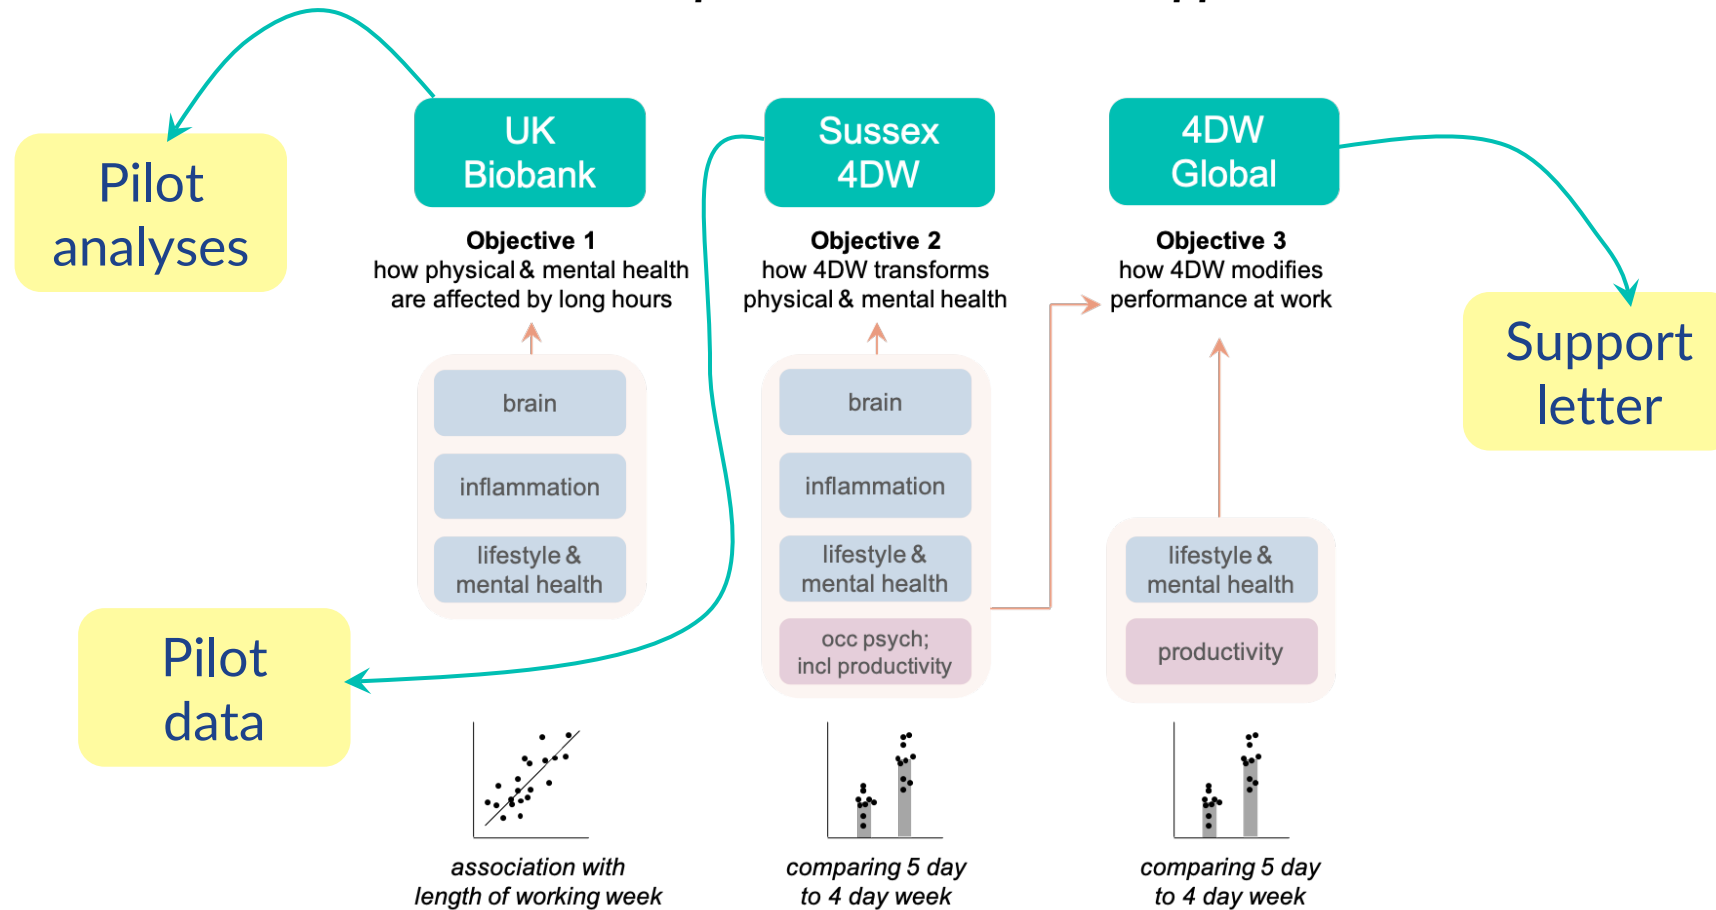 Pilot
analyses
UK
Biobank
Sussex
4DW
4DW
Global
Objective 1
how physical & mental health
are affected by long hours
Objective 2
how 4DW transforms
physical & mental health
Objective 3
how 4DW modifies
performance at work
Support
letter
brain
inflammation
lifestyle &
mental health
brain
inflammation
lifestyle &
mental health
occ psych;
incl productivity
lifestyle &
mental health
productivity
Pilot
data
association with
length of working week
comparing 5 day
to 4 day week
comparing 5 day
to 4 day week